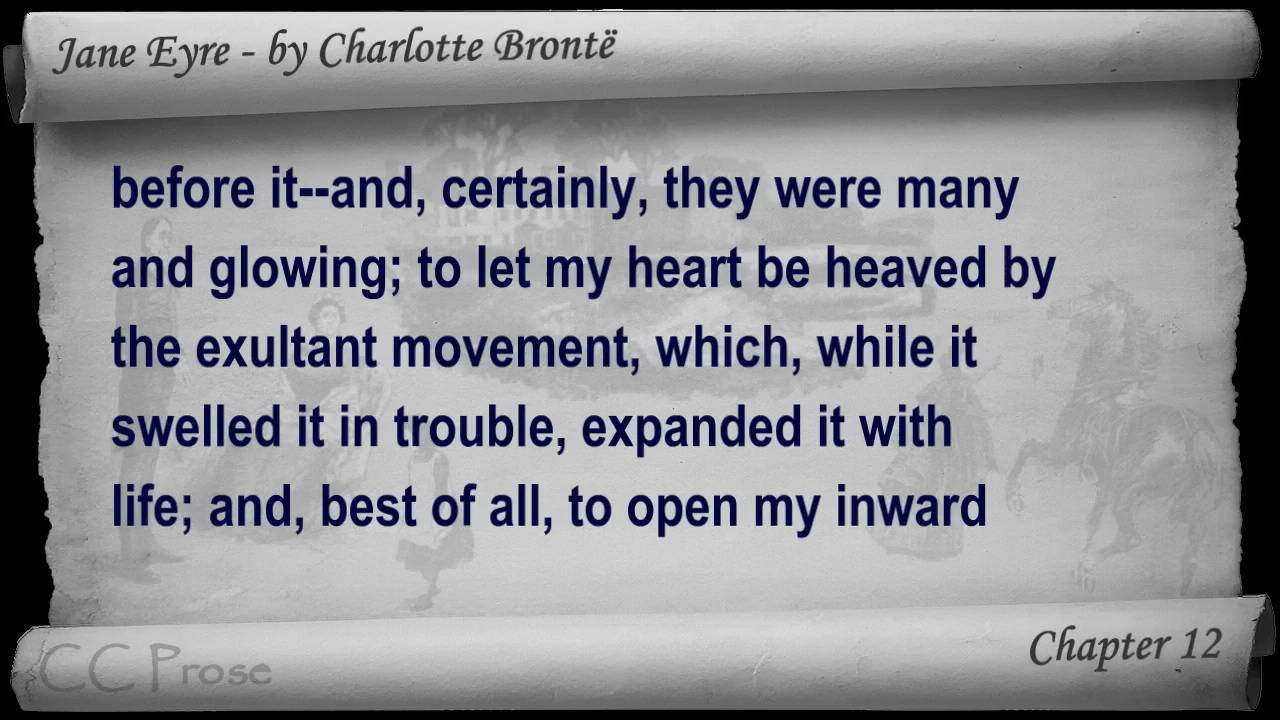 Jane Eyre - by Charlotte Brontë
before it--and, certainly, they were many
and glowing; to let my heart be heaved by
the exultant movement, which, while it
swelled it in trouble, expanded it with
life; and, best of all, to open my inward
Chapter 12
CC Prose